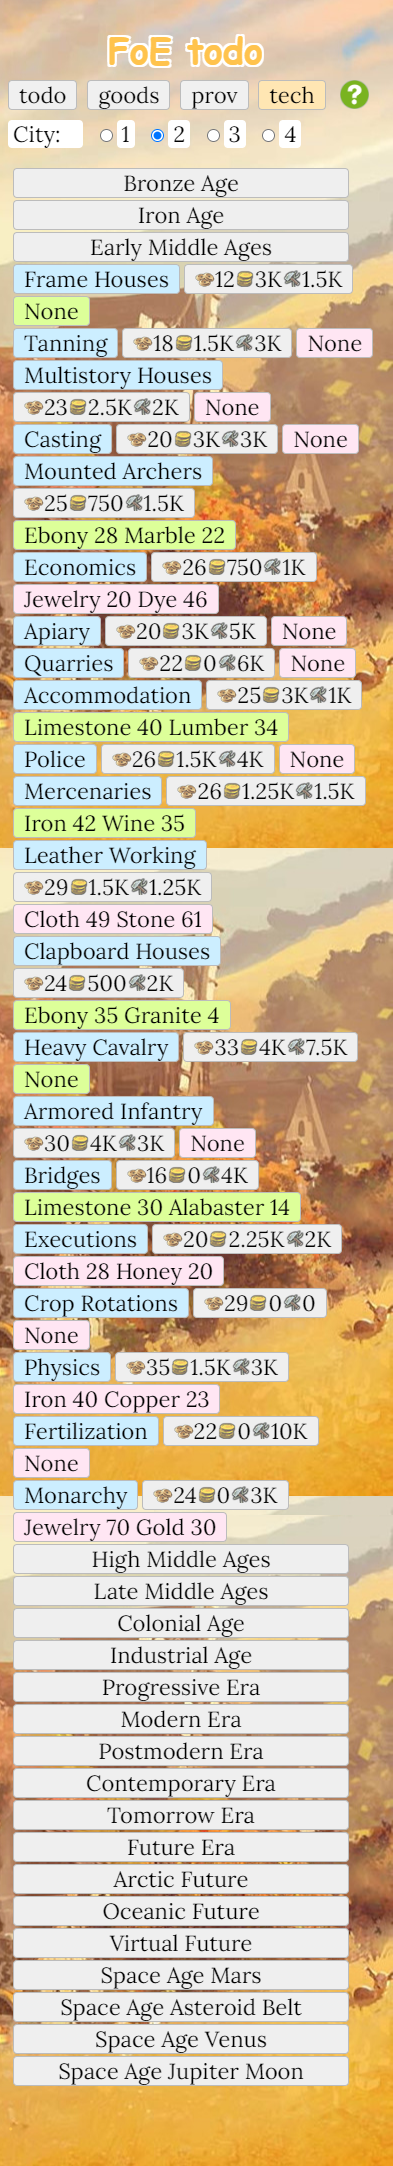 FoE todo
todo goods prov tech ?
City: 1 2 3 4
Bronze Age
Iron Age
Early Middle Ages
Frame Houses 12 3K 1.5K
None
Tanning 18 1.5K 3K None
Multistory Houses
23 2.5K 2K None
Casting 20 3K 3K None
Mounted Archers
25 750 1.5K
Ebony 28 Marble 22
Economics 26 750 1K
Jewelry 20 Dye 46
Apiary 20 3K 5K None
Quarries 22 0 6K None
Accommodation 25 3K 1K
Limestone 40 Lumber 34
Police 26 1.5K 4K None
Mercenaries 26 1.25K 1.5K
Iron 42 Wine 35
Leather Working
29 1.5K 1.25K
Cloth 49 Stone 61
Clapboard Houses
24 500 2K
Ebony 35 Granite 4
Heavy Cavalry 33 4K 7.5K
None
Armored Infantry
30 4K 3K None
Bridges 16 0 4K
Limestone 30 Alabaster 14
Executions 20 2.25K 2K
Cloth 28 Honey 20
Crop Rotations 29 0 0
None
Physics 35 1.5K 3K
Iron 40 Copper 23
Fertilization 22 0 10K
None
Monarchy 24 0 3K
Jewelry 70 Gold 30
High Middle Ages
Late Middle Ages
Colonial Age
Industrial Age
Progressive Era
Modern Era
Postmodern Era
Contemporary Era
Tomorrow Era
Future Era
Arctic Future
Oceanic Future
Virtual Future
Space Age Mars
Space Age Asteroid Belt
Space Age Venus
Space Age Jupiter Moon